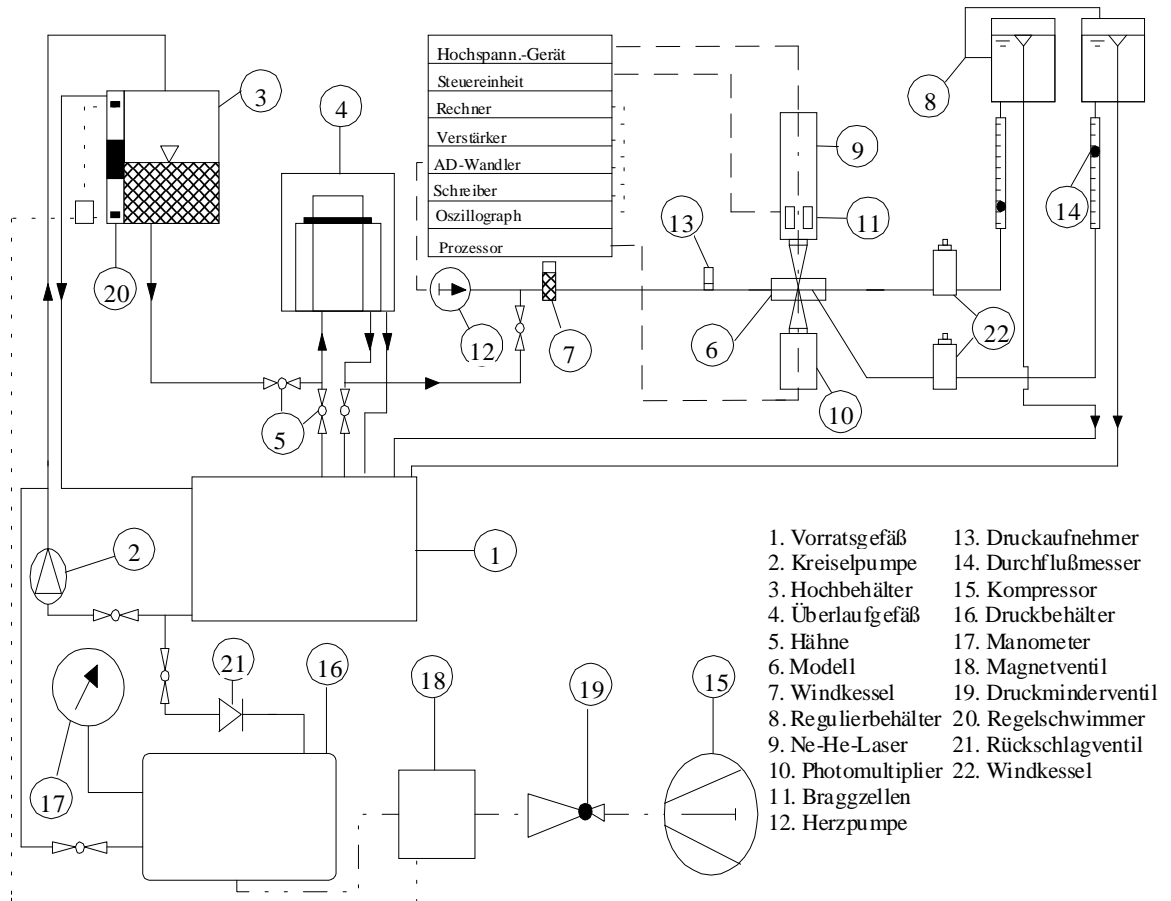 Hochspann.-Gerät
Steuereinheit
Rechner
Verstärker
AD-Wandler
Schreiber
Oszillograph
Prozessor
3
4
8
9
11
13
14
20
12
7
6
22
10
5
2
1
21
16
18
19
15
17
1. Vorratsgefäß
2. Kreiselpumpe
3. Hochbehälter
4. Überlaufgefäß
5. Hähne
6. Modell
7. Windkessel
8. Regulierbehälter
9. Ne-He-Laser
10. Photomultiplier
11. Braggzellen
12. Herzpumpe
13. Druckaufnehmer
14. Durchflußmesser
15. Kompressor
16. Druckbehälter
17. Manometer
18. Magnetventil
19. Druckminderventil
20. Regelschwimmer
21. Rückschlagventil
22. Windkessel